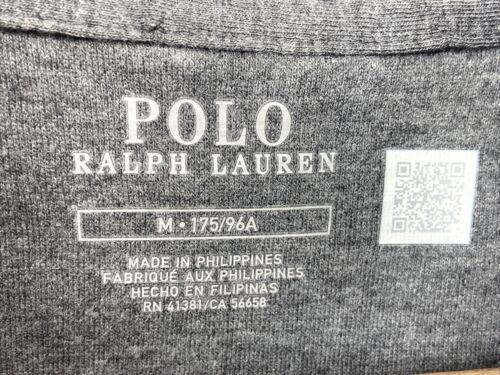 POLO
RALPH LAUREN
M • 175/96A
MADE IN PHILIPPINES
FABRIQUÉ AUX PHILIPPINES
HECHO EN FILIPINAS
RN 41381/CA 56658